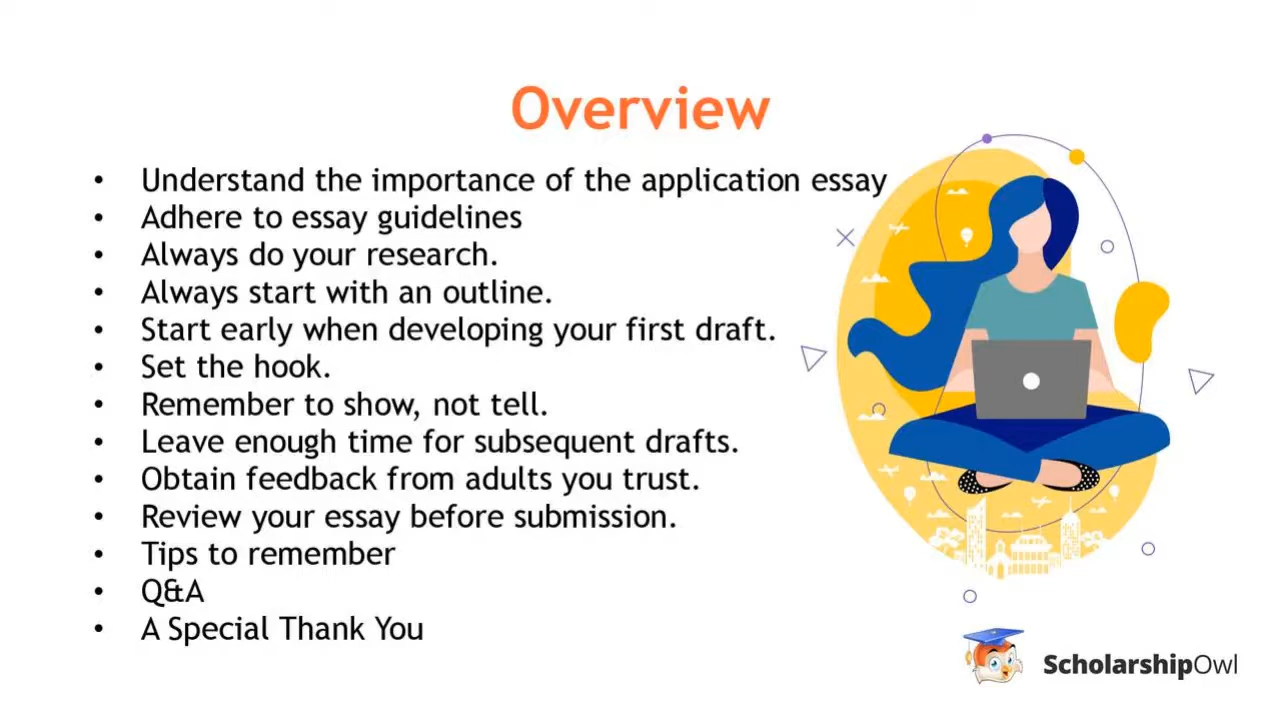 Overview
• Understand the importance of the application essay
• Adhere to essay guidelines
• Always do your research.
• Always start with an outline.
• Start early when developing your first draft.
• Set the hook.
• Remember to show, not tell.
• Leave enough time for subsequent drafts.
• Obtain feedback from adults you trust.
• Review your essay before submission.
• Tips to remember
• Q&A
• A Special Thank You
ScholarshipOwl